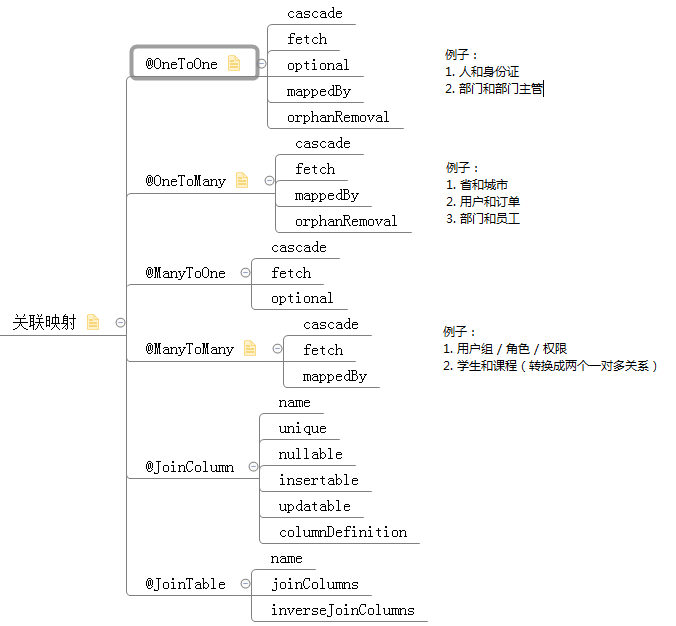 关联映射
@OneToOne
cascade
fetch
optional
mappedBy
orphanRemoval
例子：
1. 人和身份证
2. 部门和部门主管
@OneToMany
cascade
fetch
mappedBy
orphanRemoval
例子：
1. 省和城市
2. 用户和订单
3. 部门和员工
@ManyToOne
cascade
fetch
optional
@ManyToMany
cascade
fetch
mappedBy
例子：
1. 用户组 / 角色 / 权限
2. 学生和课程（转换成两个一对多关系）
@JoinColumn
name
unique
nullable
insertable
updatable
columnDefinition
@JoinTable
name
joinColumns
inverseJoinColumns